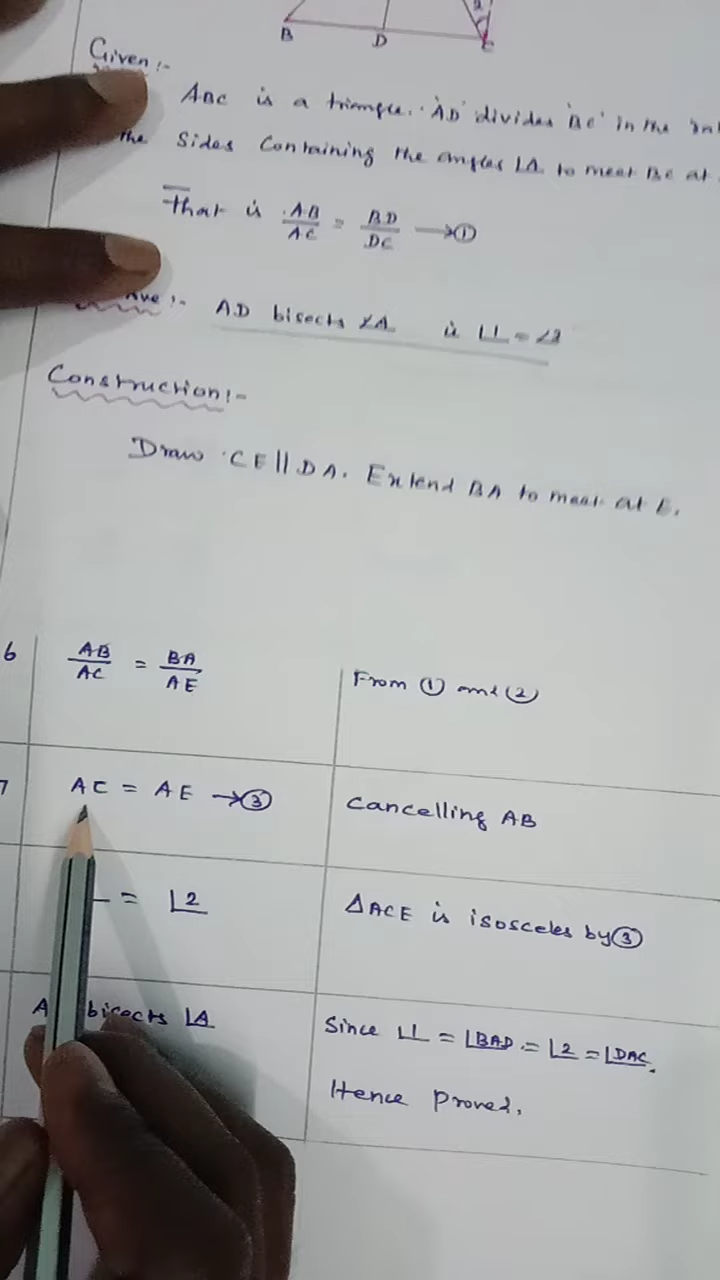 B D
Given :-
ABC is a triangle. AD divides BC in the
the Sides Containing the angles ∠A to meet BC at
That is AB/AC = BD/DC → ①
:- AD bisects ∠A ie ∠1 = ∠2
Construction :-
Draw CE || DA. Extend BA to meet at E.
6 AB/AC = BA/AE From ① and ②
7 AC = AE → ③ Cancelling AB
= ∠2 ΔACE is isosceles by ③
bisects ∠A Since ∠1 = ∠BAD = ∠2 = ∠DAC.
Hence Proved.